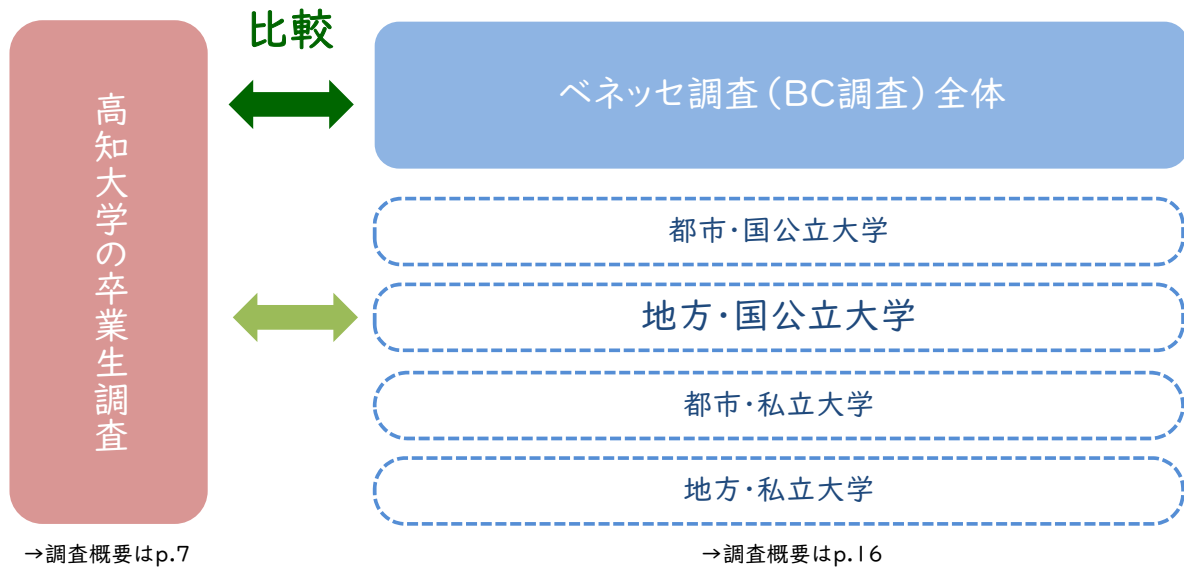 比較
高知大学の卒業生調査
ベネッセ調査(BC調査)全体
都市・国公立大学
地方・国公立大学
都市・私立大学
地方・私立大学
→調査概要はp.7
→調査概要はp.16